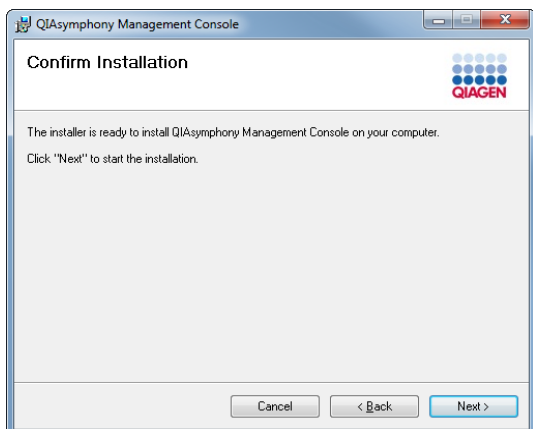 QIAsymphony Management Console
Confirm Installation
QIAGEN
The installer is ready to install QIAsymphony Management Console on your computer.
Click "Next" to start the installation.
Cancel
< Back
Next >